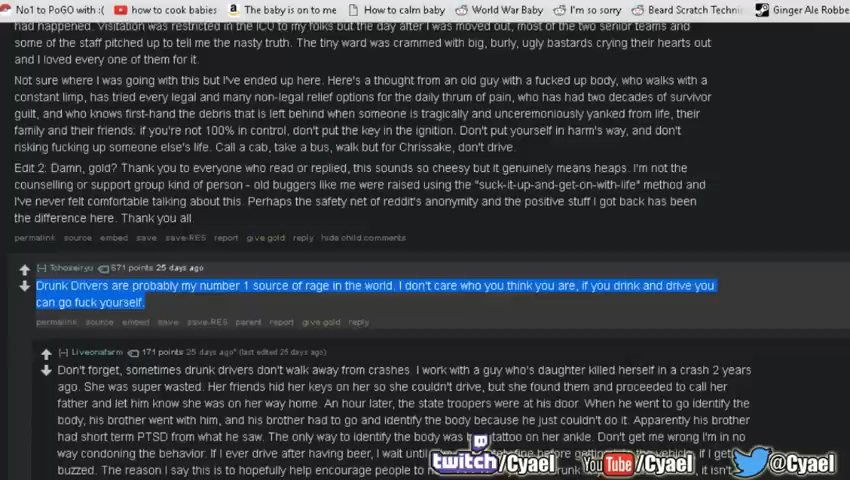 No1 to PoGO with :( how to cook babies The baby is on to me How to calm baby World War Baby I'm so sorry Beard Scratch Techni Ginger Ale Robbe
had happened. Visitation was restricted in the ICU to my folks but the day after I was moved out, most of the two senior teams and
some of the staff pitched up to tell me the nasty truth. The tiny ward was crammed with big, burly, ugly bastards crying their hearts out
and I loved every one of them for it.
Not sure where I was going with this but I've ended up here. Here's a thought from an old guy with a fucked up body, who walks with a
constant limp, has tried every legal and many non-legal relief options for the daily thrum of pain, who has had two decades of survivor
guilt, and who knows first-hand the debris that is left behind when someone is tragically and unceremoniously yanked from life, their
family and their friends: if you're not 100% in control, don't put the key in the ignition. Don't put yourself in harm's way, and don't
risking fucking up someone else's life. Call a cab, take a bus, walk but for Chrissake, don't drive.
Edit 2: Damn, gold? Thank you to everyone who read or replied, this sounds so cheesy but it genuinely means heaps. I'm not the
counselling or support group kind of person - old buggers like me were raised using the "suck-it-up-and-get-on-with-life" method and
I've never felt comfortable talking about this. Perhaps the safety net of reddit's anonymity and the positive stuff I got back has been
the difference here. Thank you all.
permalink source embed save save-RES report give gold reply hide child comments
[–] Tohoseiryu 671 points 25 days ago
Drunk Drivers are probably my number 1 source of rage in the world. I don't care who you think you are, if you drink and drive you
can go fuck yourself.
permalink source embed save save-RES parent report give gold reply
[–] Liveonafarm 171 points 25 days ago* (last edited 25 days ago)
Don't forget, sometimes drunk drivers don't walk away from crashes. I work with a guy who's daughter killed herself in a crash 2 years
ago. She was super wasted. Her friends hid her keys on her so she couldn't drive, but she found them and proceeded to call her
father and let him know she was on her way home. An hour later, the state troopers were at his door. When he went to go identify the
body, his brother went with him, and his brother had to go and identify the body because he just couldn't do it. Apparently his brother
had short term PTSD from what he saw. The only way to identify the body was tattoo on her ankle. Don't get me wrong I'm in no
way condoning the behavior. If I ever drive after having beer, I wait until before if I get
buzzed. The reason I say this is to hopefully help encourage people to it isn't
twitch/Cyael You Tube/Cyael @Cyael